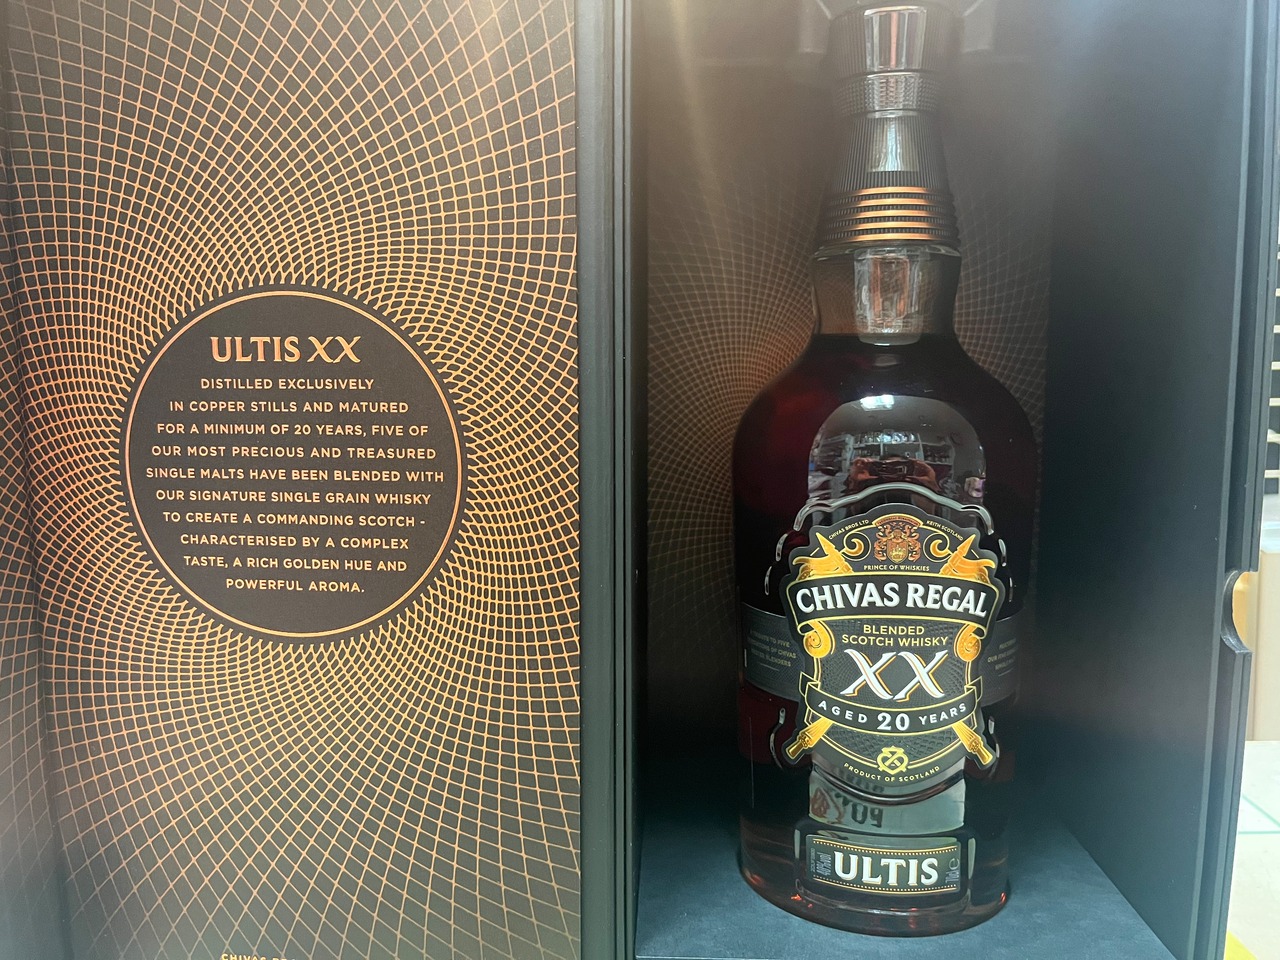 ULTIS XX
DISTILLED EXCLUSIVELY
IN COPPER STILLS AND MATURED
FOR A MINIMUM OF 20 YEARS, FIVE OF
OUR MOST PRECIOUS AND TREASURED
SINGLE MALTS HAVE BEEN BLENDED WITH
OUR SIGNATURE SINGLE GRAIN WHISKY
TO CREATE A COMMANDING SCOTCH -
CHARACTERISED BY A COMPLEX
TASTE, A RICH GOLDEN HUE AND
POWERFUL AROMA.
CHIVAS
CHIVAS BROS LTD
KEITH SCOTLAND
PRINCE OF WHISKIES
CHIVAS REGAL
BLENDED
SCOTCH WHISKY
XX
AGED 20 YEARS
PRODUCT OF SCOTLAND
ULTIS